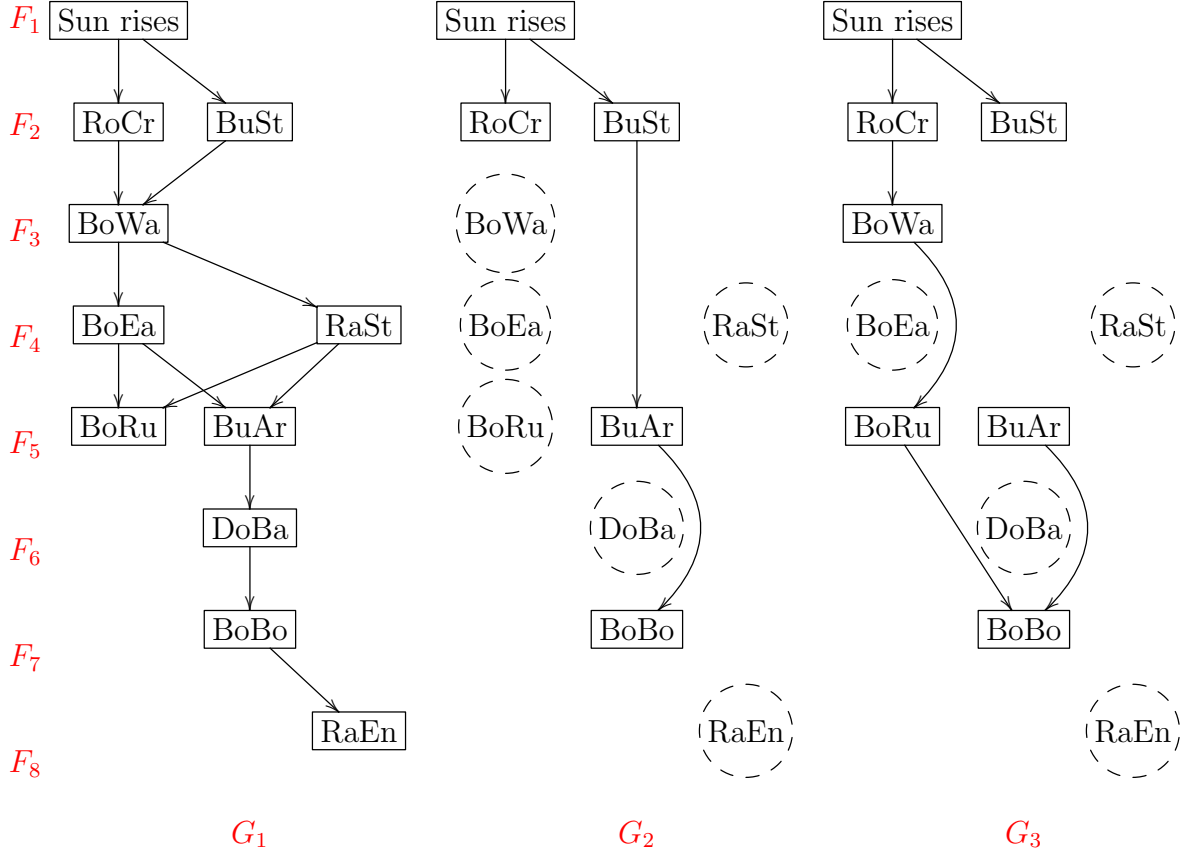 F₁ Sun rises Sun rises Sun rises
F₂ RoCr BuSt RoCr BuSt RoCr BuSt
F₃ BoWa BoWa BoWa
F₄ BoEa RaSt BoEa RaSt BoEa RaSt
F₅ BoRu BuAr BoRu BuAr BoRu BuAr
F₆ DoBa DoBa DoBa
F₇ BoBo BoBo BoBo
F₈ RaEn RaEn RaEn
G₁ G₂ G₃